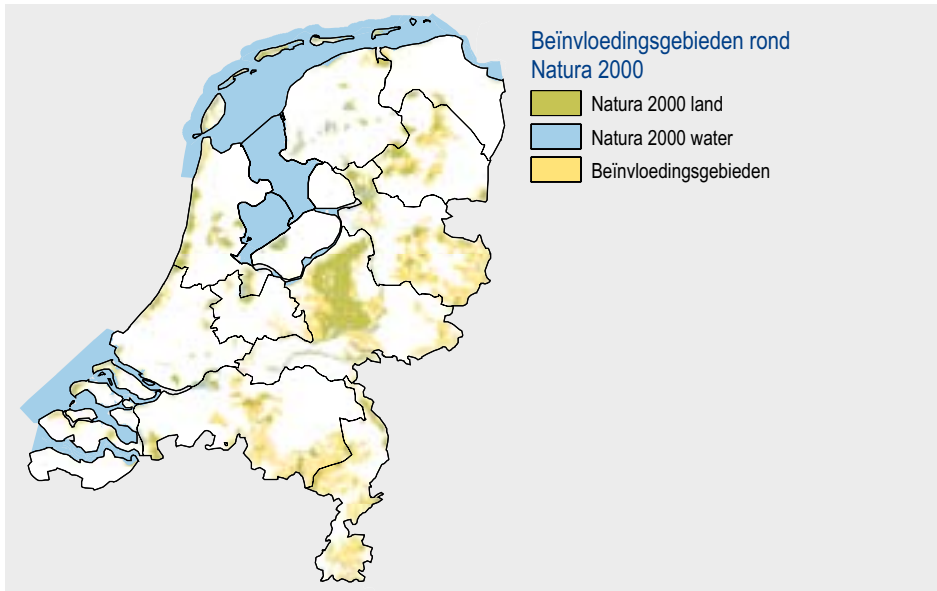 Beïnvloedingsgebieden rond
Natura 2000
Natura 2000 land
Natura 2000 water
Beïnvloedingsgebieden